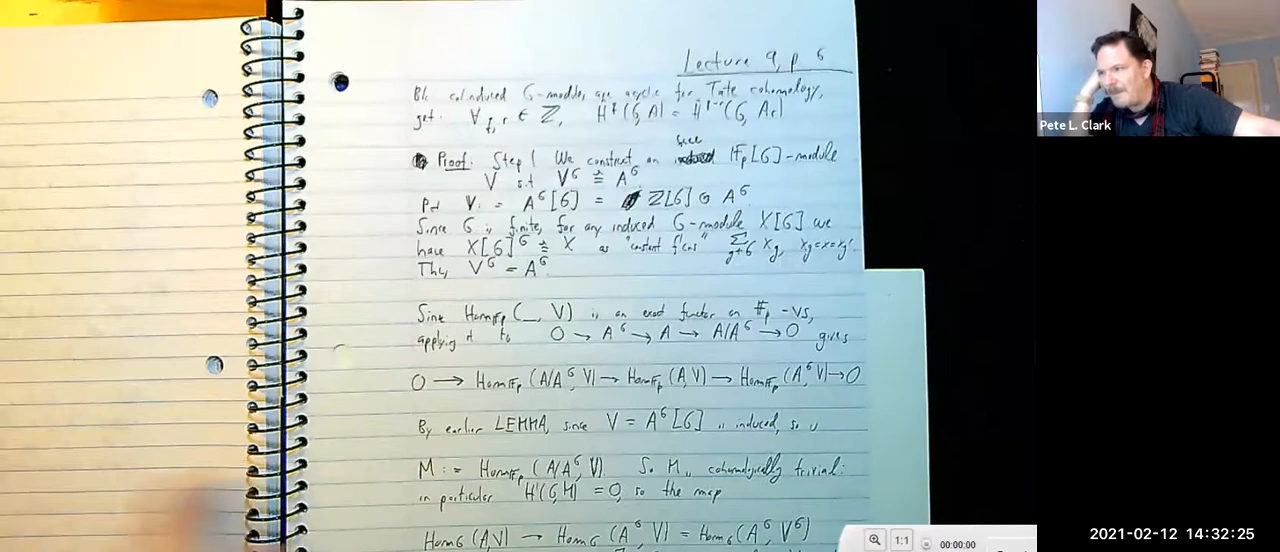 Lecture 9, p 6
Bk coinduced G-modules are acyclic for Tate cohomology,
get: ∀ q, r ∈ Z, Ĥ^q(G, A) = Ĥ^{q-r}(G, A_r)
free
Proof: Step 1 We construct an F_p[G]-module
V s.t. V^G ≅ A^G
Put V := A^G[G] = Z[G] ⊗ A^G.
Since G is finite, for any induced G-module X[G] we
have X[G]^G ≅ X as "constant f'cns" Σ_{g∈G} x_g, x_g = x = x_g'.
Thus V^G = A^G.
Since Hom_{F_p}(_, V) is an exact functor on F_p-VS,
applying it to 0 → A^G → A → A/A^G → 0 gives
0 → Hom_{F_p}(A/A^G, V) → Hom_{F_p}(A, V) → Hom_{F_p}(A^G, V) → 0
By earlier LEMMA, since V = A^G[G] is induced, so is
M := Hom_{F_p}(A/A^G, V). So M is cohomologically trivial:
in particular H^1(G, M) = 0, so the map
Hom_G(A, V) → Hom_G(A^G, V) = Hom_G(A^G, V^G)
Pete L. Clark
1:1
00:00:00
2021-02-12 14:32:25